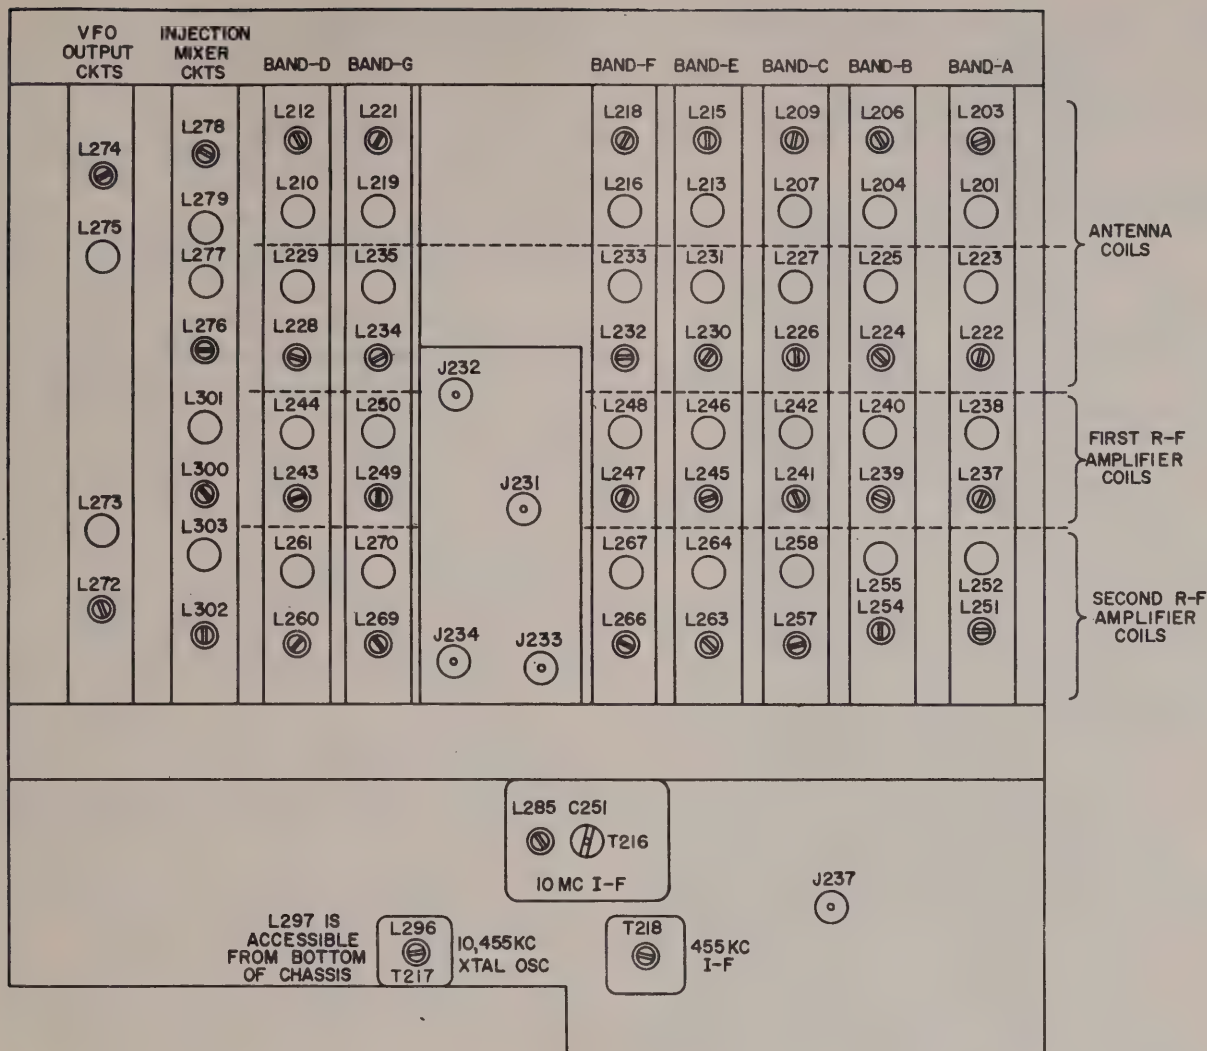 VFO
OUTPUT
CKTS
INJECTION
MIXER
CKTS
BAND-D
BAND-G
BAND-F
BAND-E
BAND-C
BAND-B
BAND-A
L274
L275
L273
L272
L278
L279
L277
L276
L301
L300
L303
L302
L212
L210
L229
L228
L244
L243
L261
L260
L221
L219
L235
L234
L250
L249
L270
L269
J232
J231
J234
J233
L218
L216
L233
L232
L248
L247
L267
L266
L215
L213
L231
L230
L246
L245
L264
L263
L209
L207
L227
L226
L242
L241
L258
L257
L206
L204
L225
L224
L240
L239
L255
L254
L203
L201
L223
L222
L238
L237
L252
L251
ANTENNA
COILS
FIRST R-F
AMPLIFIER
COILS
SECOND R-F
AMPLIFIER
COILS
L285 C251
T216
10 MC I-F
J237
L297 IS
ACCESSIBLE
FROM BOTTOM
OF CHASSIS
L296
T217
10,455KC
XTAL OSC
T218
455KC
I-F